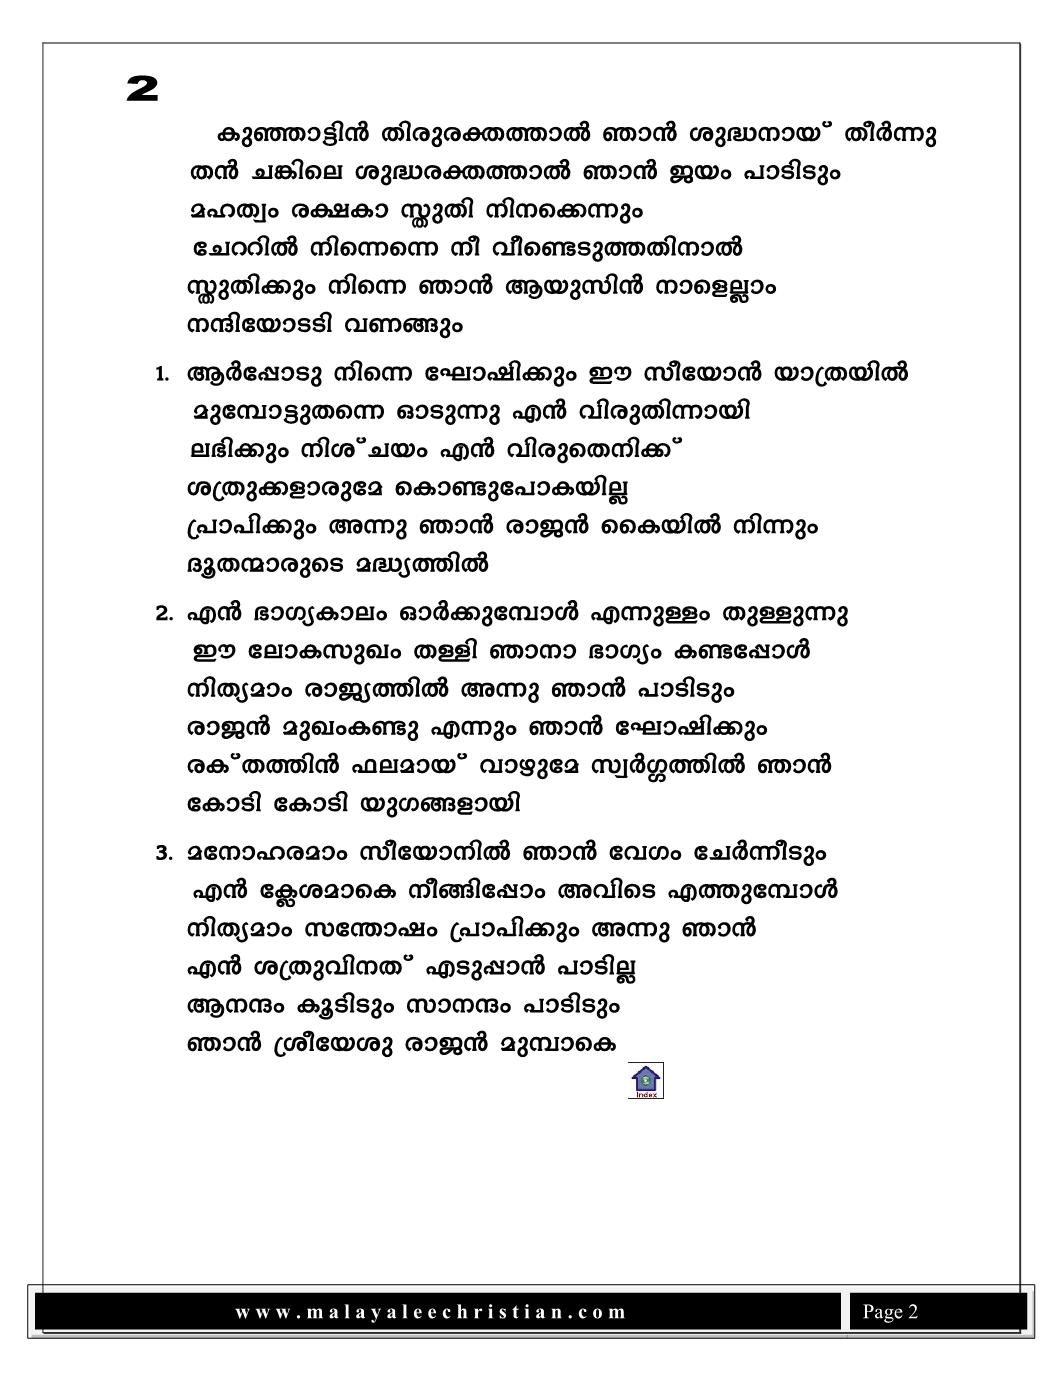 2
കുഞ്ഞാട്ടിൻ തിരുരക്തത്താൽ ഞാൻ ശുദ്ധനായ് തീർന്നു
തൻ ചങ്കിലെ ശുദ്ധരക്തത്താൽ ഞാൻ ജയം പാടിടും
മഹത്വം രക്ഷകാ സ്തുതി നിനക്കെന്നും
ചേററിൽ നിന്നെന്നെ നീ വീണ്ടെടുത്തതിനാൽ
സ്തുതിക്കും നിന്നെ ഞാൻ ആയുസിൻ നാളെല്ലാം
നന്ദിയോടടി വണങ്ങും
1. ആർപ്പോടു നിന്നെ ഘോഷിക്കും ഈ സീയോൻ യാത്രയിൽ
മുമ്പോട്ടുതന്നെ ഓടുന്നു എൻ വിരുതിന്നായി
ലഭിക്കും നിശ്ചയം എൻ വിരുതെനിക്ക്
ശത്രുക്കളാരുമേ കൊണ്ടുപോകയില്ല
പ്രാപിക്കും അന്നു ഞാൻ രാജൻ കൈയിൽ നിന്നും
ദൂതന്മാരുടെ മദ്ധ്യത്തിൽ
2. എൻ ഭാഗ്യകാലം ഓർക്കുമ്പോൾ എന്നുള്ളം തുള്ളുന്നു
ഈ ലോകസുഖം തള്ളി ഞാനാ ഭാഗ്യം കണ്ടപ്പോൾ
നിത്യമാം രാജ്യത്തിൽ അന്നു ഞാൻ പാടിടും
രാജൻ മുഖംകണ്ടു എന്നും ഞാൻ ഘോഷിക്കും
രക്തത്തിൻ ഫലമായ് വാഴുമേ സ്വർഗ്ഗത്തിൽ ഞാൻ
കോടി കോടി യുഗങ്ങളായി
3. മനോഹരമാം സീയോനിൽ ഞാൻ വേഗം ചേർന്നീടും
എൻ ക്ലേശമാകെ നീങ്ങിപ്പോം അവിടെ എത്തുമ്പോൾ
നിത്യമാം സന്തോഷം പ്രാപിക്കും അന്നു ഞാൻ
എൻ ശത്രുവിനത് എടുപ്പാൻ പാടില്ല
ആനന്ദം കൂടിടും സാനന്ദം പാടിടും
ഞാൻ ശ്രീയേശു രാജൻ മുമ്പാകെ
Index
www.malayaleechristian.com Page 2